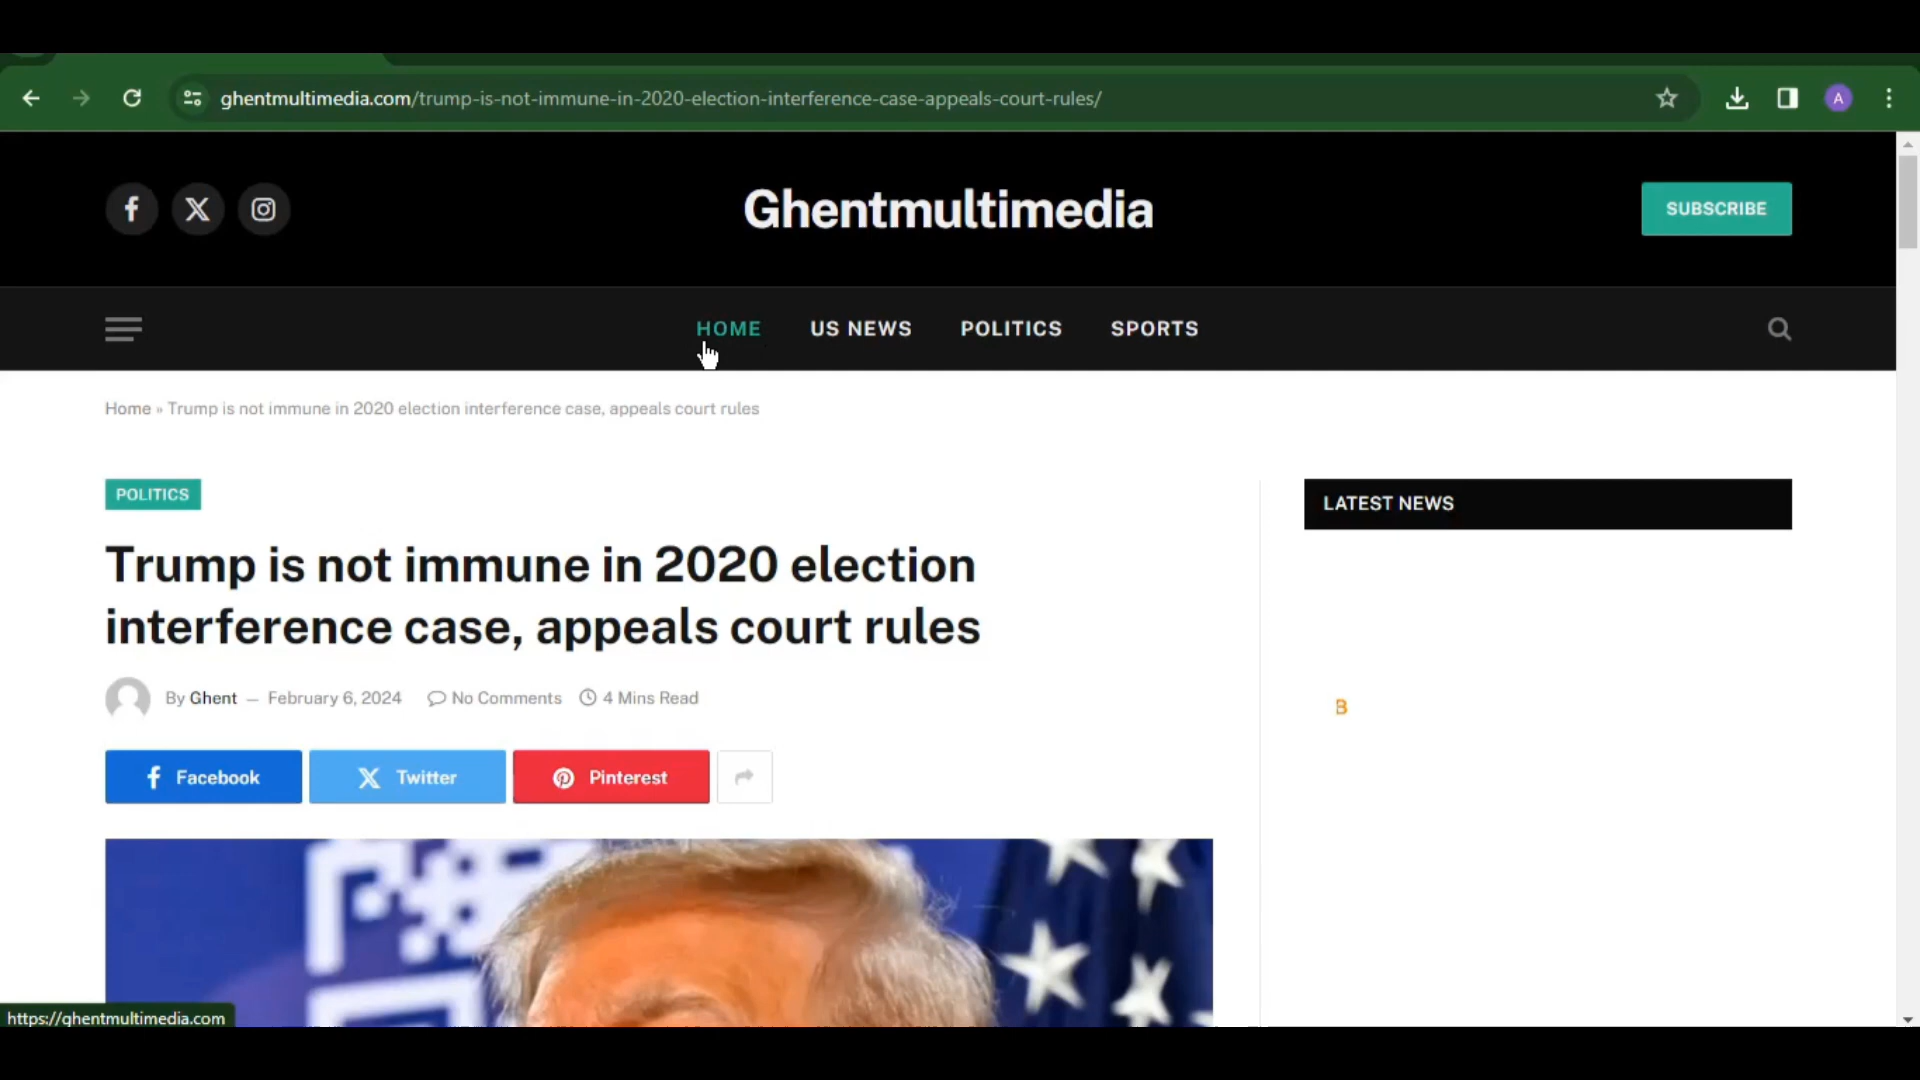 ghentmultimedia.com/trump-is-not-immune-in-2020-election-interference-case-appeals-court-rules/
A
Ghentmultimedia
SUBSCRIBE
HOME US NEWS POLITICS SPORTS
Home » Trump is not immune in 2020 election interference case, appeals court rules
POLITICS
LATEST NEWS
Trump is not immune in 2020 election
interference case, appeals court rules
By Ghent — February 6, 2024 No Comments 4 Mins Read
B
Facebook Twitter Pinterest
https://ghentmultimedia.com